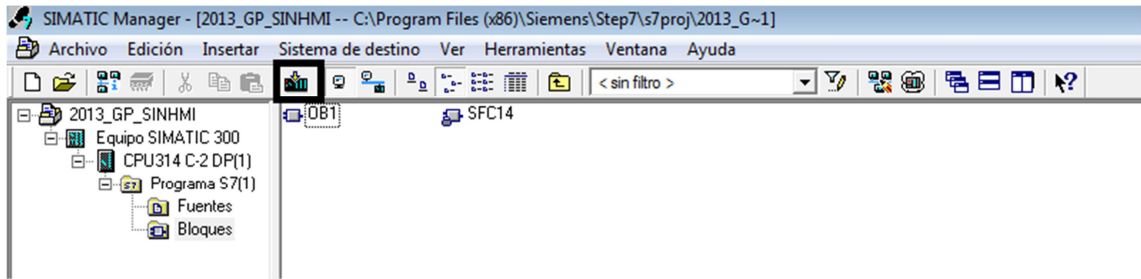 SIMATIC Manager - [2013_GP_SINHMI -- C:\Program Files (x86)\Siemens\Step7\s7proj\2013_G~1]
Archivo Edición Insertar Sistema de destino Ver Herramientas Ventana Ayuda
< sin filtro >
2013_GP_SINHMI
Equipo SIMATIC 300
CPU314 C-2 DP(1)
Programa S7(1)
Fuentes
Bloques
OB1 SFC14